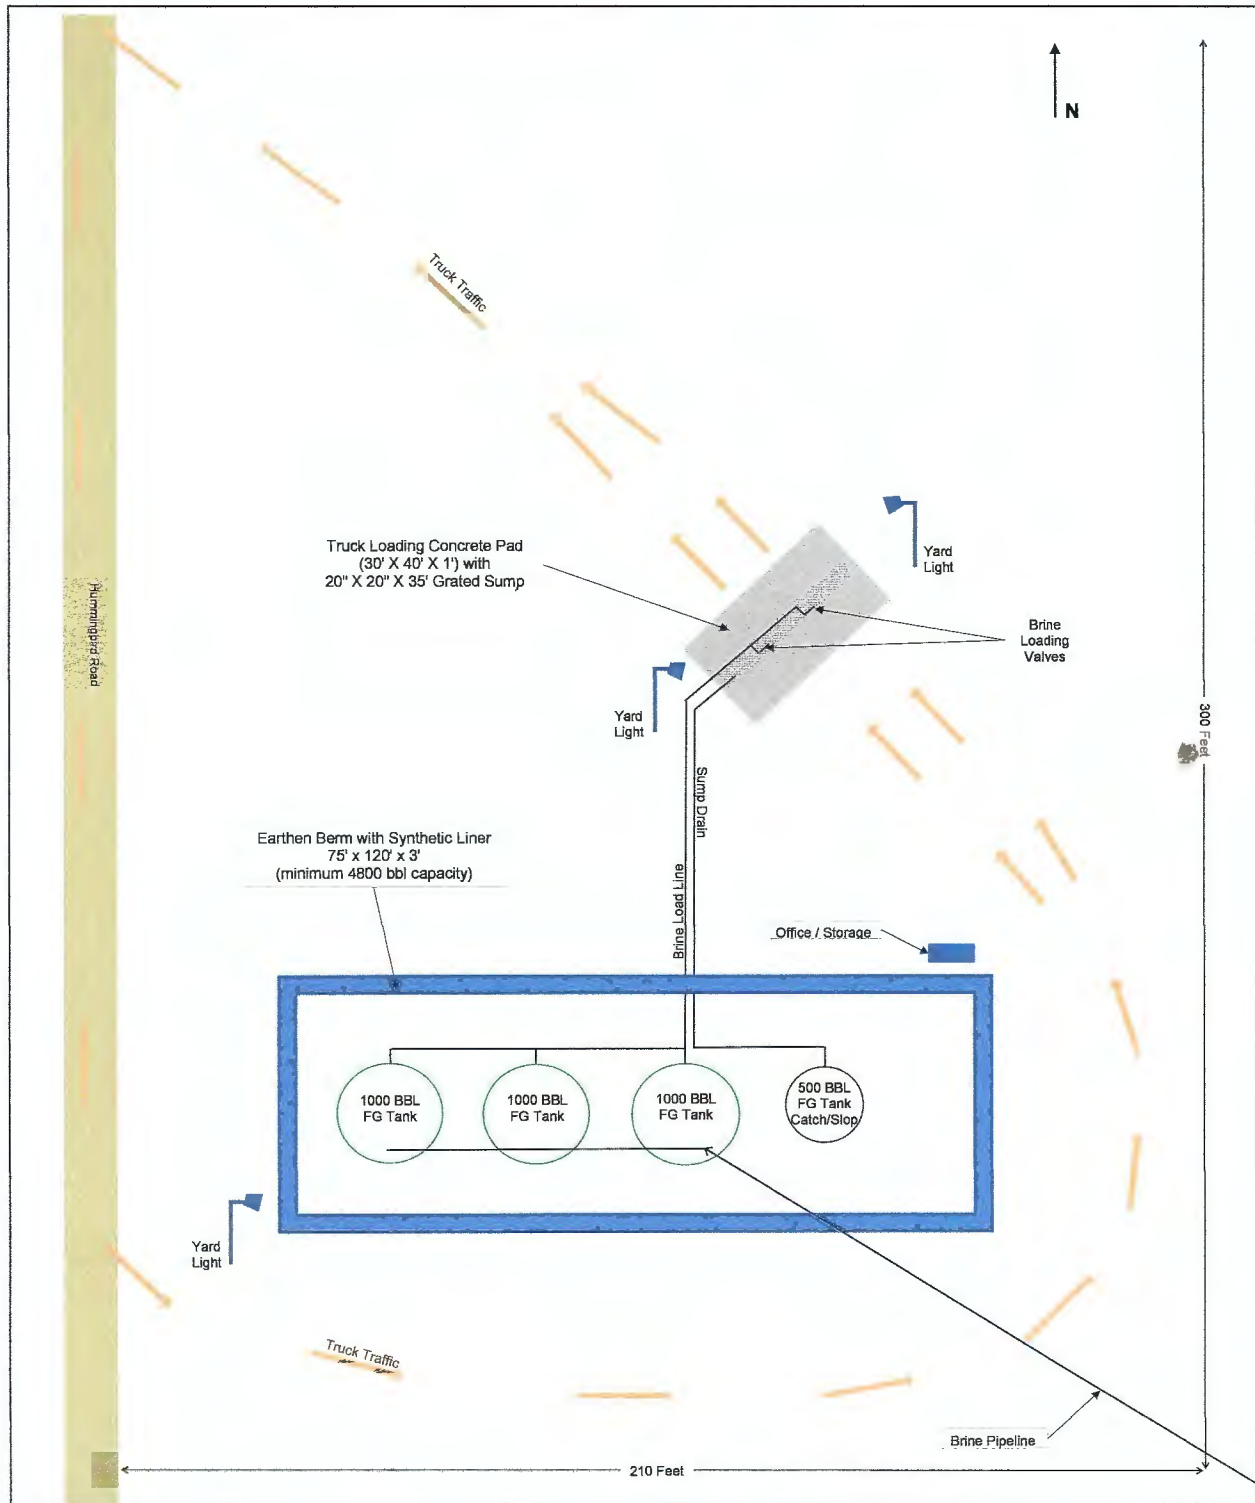 N
Truck Traffic
Truck Loading Concrete Pad
(30' X 40' X 1') with
20" X 20" X 35' Grated Sump
Yard
Light
Hummingbird Road
Brine
Loading
Valves
Yard
Light
300 Feet
Sump Drain
Earthen Berm with Synthetic Liner
75' x 120' x 3'
(minimum 4800 bbl capacity)
Brine Load Line
Office / Storage
1000 BBL
FG Tank
1000 BBL
FG Tank
1000 BBL
FG Tank
500 BBL
FG Tank
Catch/Slop
Yard
Light
Truck Traffic
Brine Pipeline
210 Feet